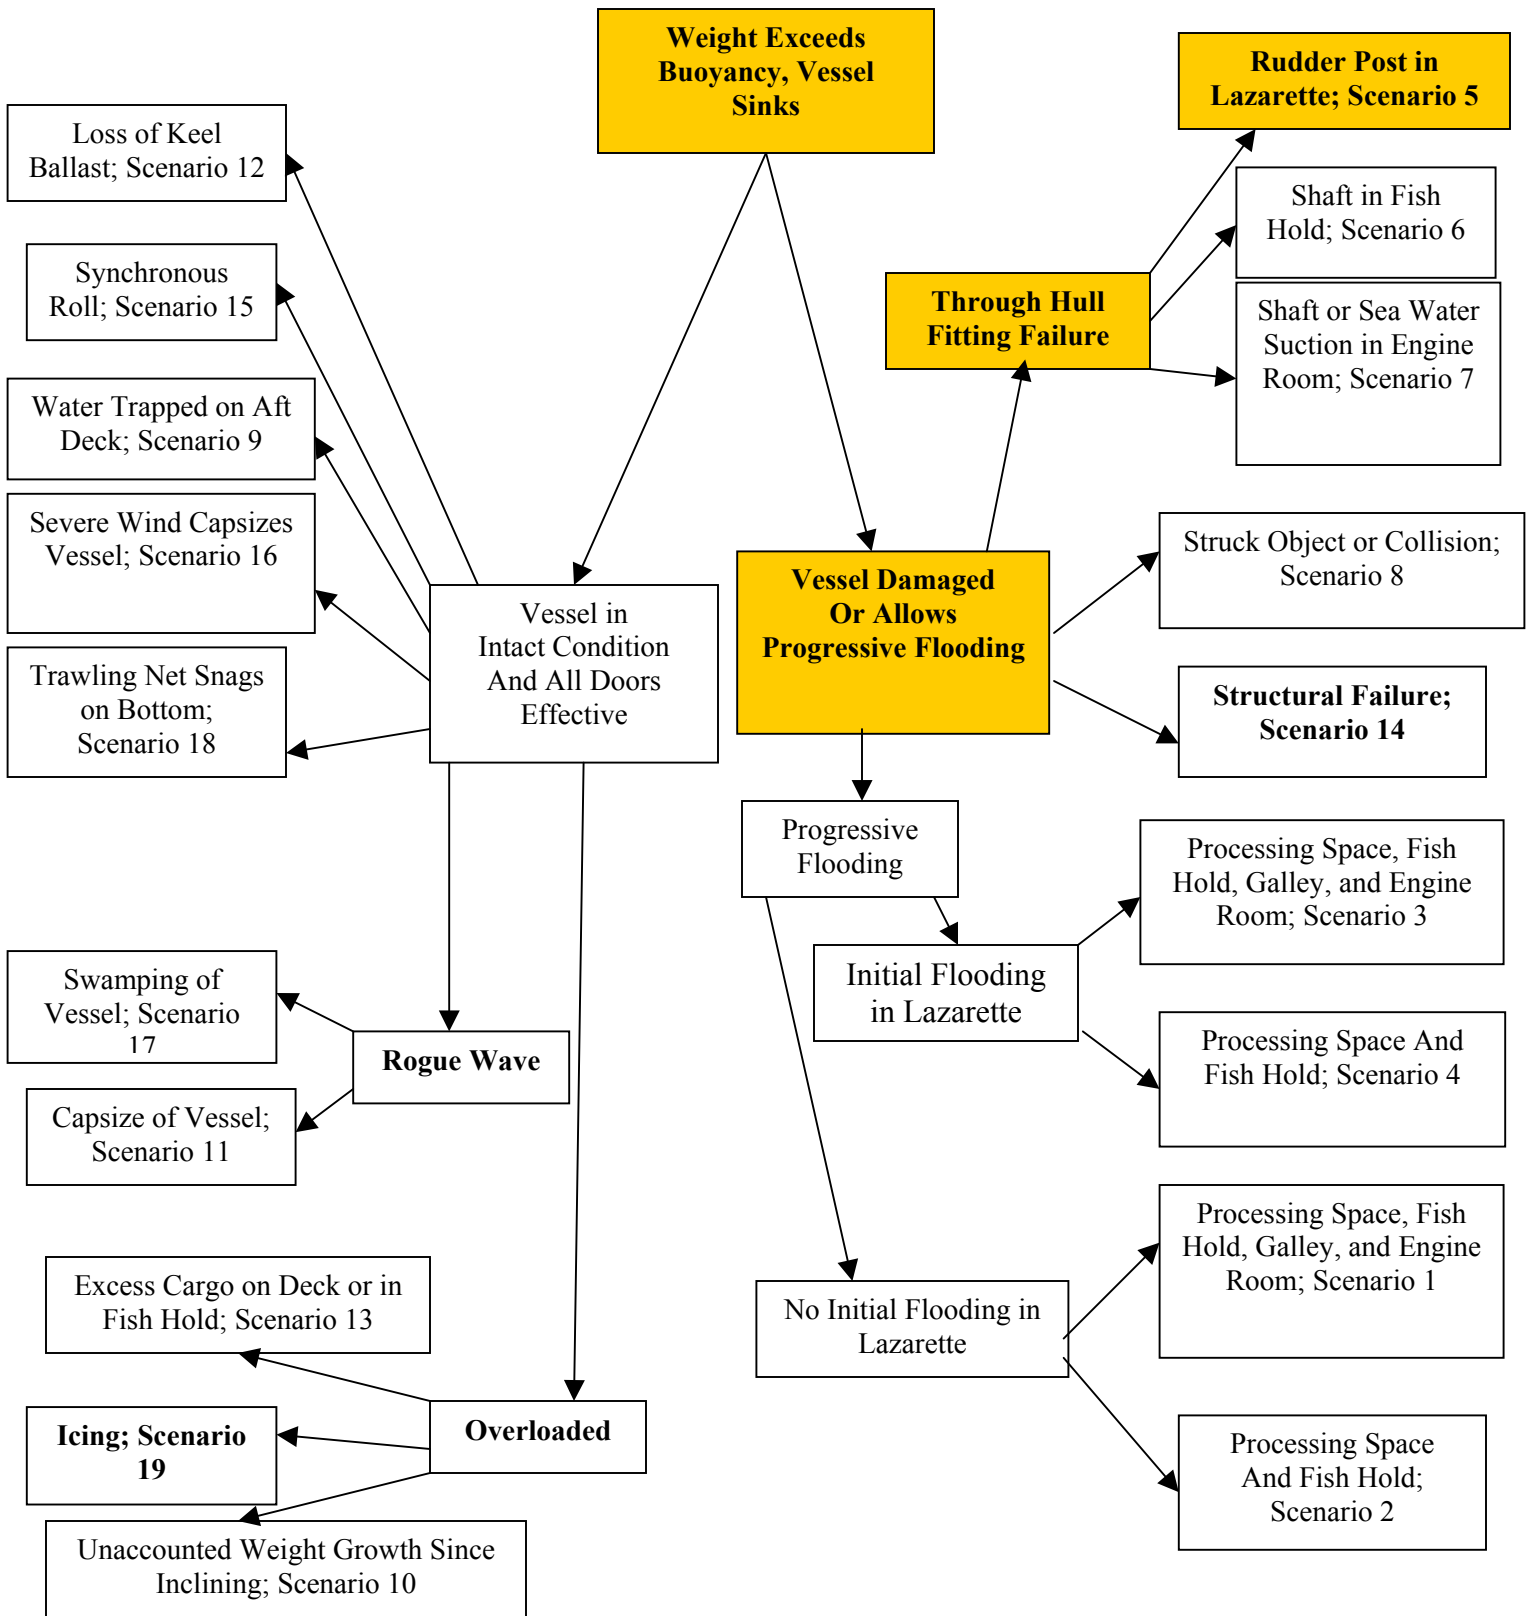 Weight Exceeds
Buoyancy, Vessel
Sinks
Rudder Post in
Lazarette; Scenario 5
Loss of Keel
Ballast; Scenario 12
Shaft in Fish
Hold; Scenario 6
Synchronous
Roll; Scenario 15
Through Hull
Fitting Failure
Shaft or Sea Water
Suction in Engine
Room; Scenario 7
Water Trapped on Aft
Deck; Scenario 9
Severe Wind Capsizes
Vessel; Scenario 16
Struck Object or Collision;
Scenario 8
Vessel in
Intact Condition
And All Doors
Effective
Vessel Damaged
Or Allows
Progressive Flooding
Trawling Net Snags
on Bottom;
Scenario 18
Structural Failure;
Scenario 14
Progressive
Flooding
Processing Space, Fish
Hold, Galley, and Engine
Room; Scenario 3
Initial Flooding
in Lazarette
Swamping of
Vessel; Scenario
17
Rogue Wave
Processing Space And
Fish Hold; Scenario 4
Capsize of Vessel;
Scenario 11
Processing Space, Fish
Hold, Galley, and Engine
Room; Scenario 1
Excess Cargo on Deck or in
Fish Hold; Scenario 13
No Initial Flooding in
Lazarette
Icing; Scenario
19
Overloaded
Processing Space
And Fish Hold;
Scenario 2
Unaccounted Weight Growth Since
Inclining; Scenario 10